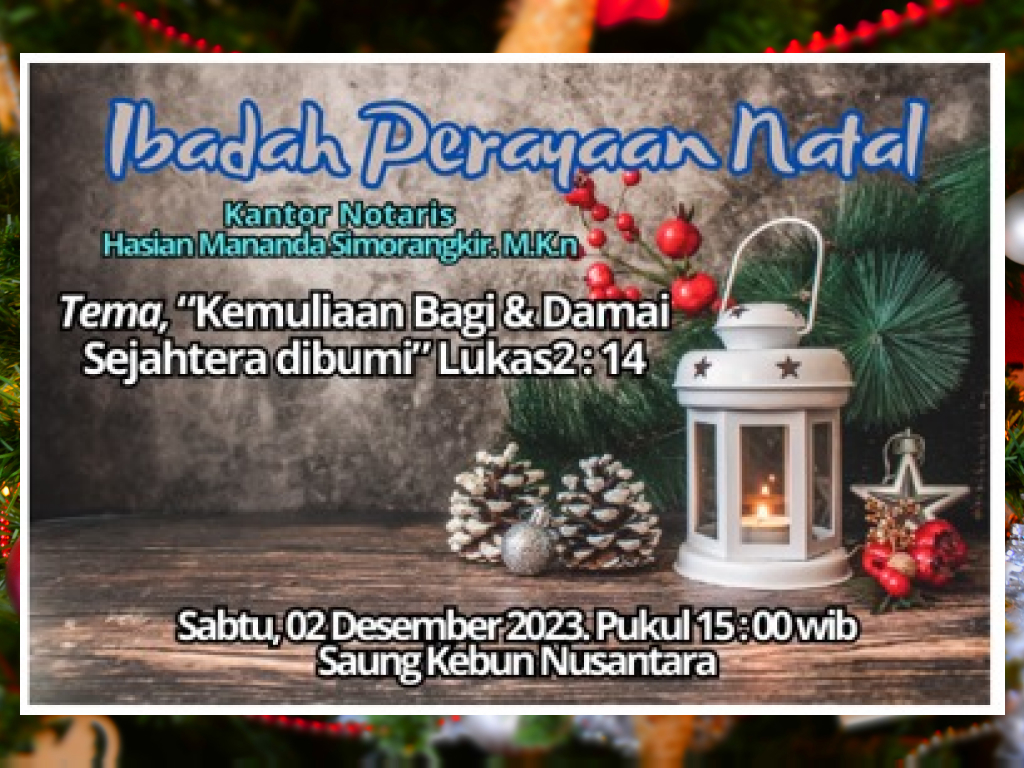 Ibadah Perayaan Natal
Kantor Notaris
Hasian Mananda Simorangkir. M.K.n
Tema, “Kemuliaan Bagi & Damai
Sejahtera dibumi” Lukas2 : 14
Sabtu, 02 Desember 2023. Pukul 15 : 00 wib
Saung Kebun Nusantara